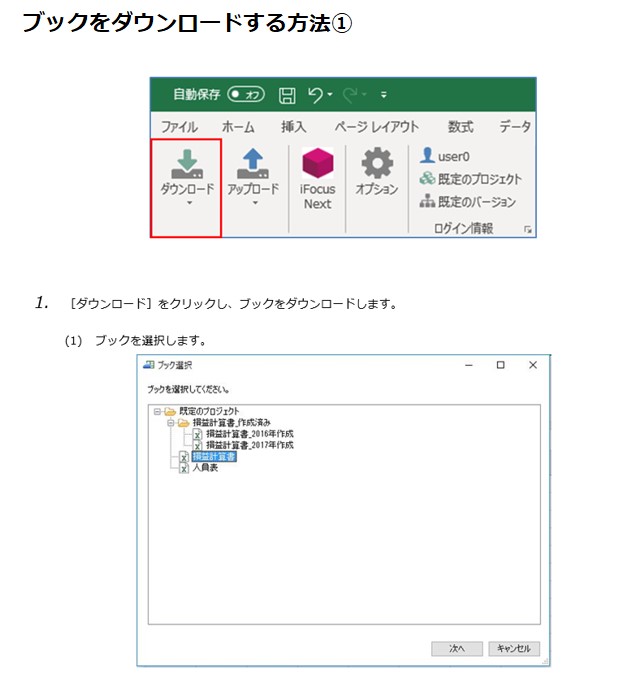 ブックをダウンロードする方法①
自動保存 オフ
ファイル ホーム 挿入 ページ レイアウト 数式 データ
ダウンロード アップロード iFocus Next オプション
user0
既定のプロジェクト
既定のバージョン
ログイン情報
1. [ダウンロード] をクリックし、ブックをダウンロードします。
(1) ブックを選択します。
ブック選択
ブックを選択してください。
既定のプロジェクト
損益計算書_作成済み
損益計算書_2016年作成
損益計算書_2017年作成
損益計算書
人員表
次へ キャンセル